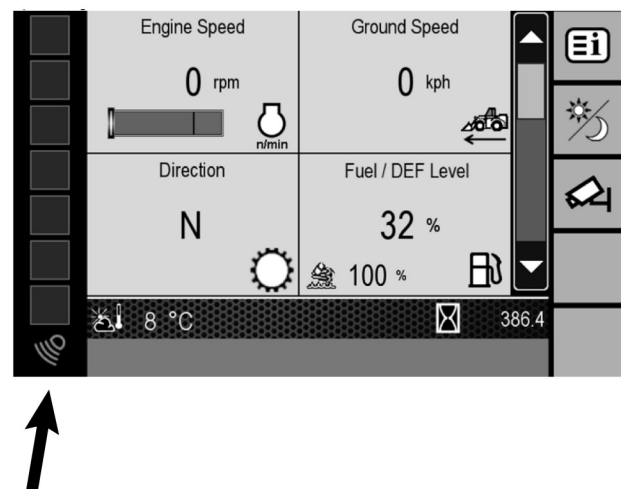 Engine Speed
Ground Speed
0 rpm
0 kph
n/min
Direction
Fuel / DEF Level
N
32 %
100 %
8 °C
386.4
i